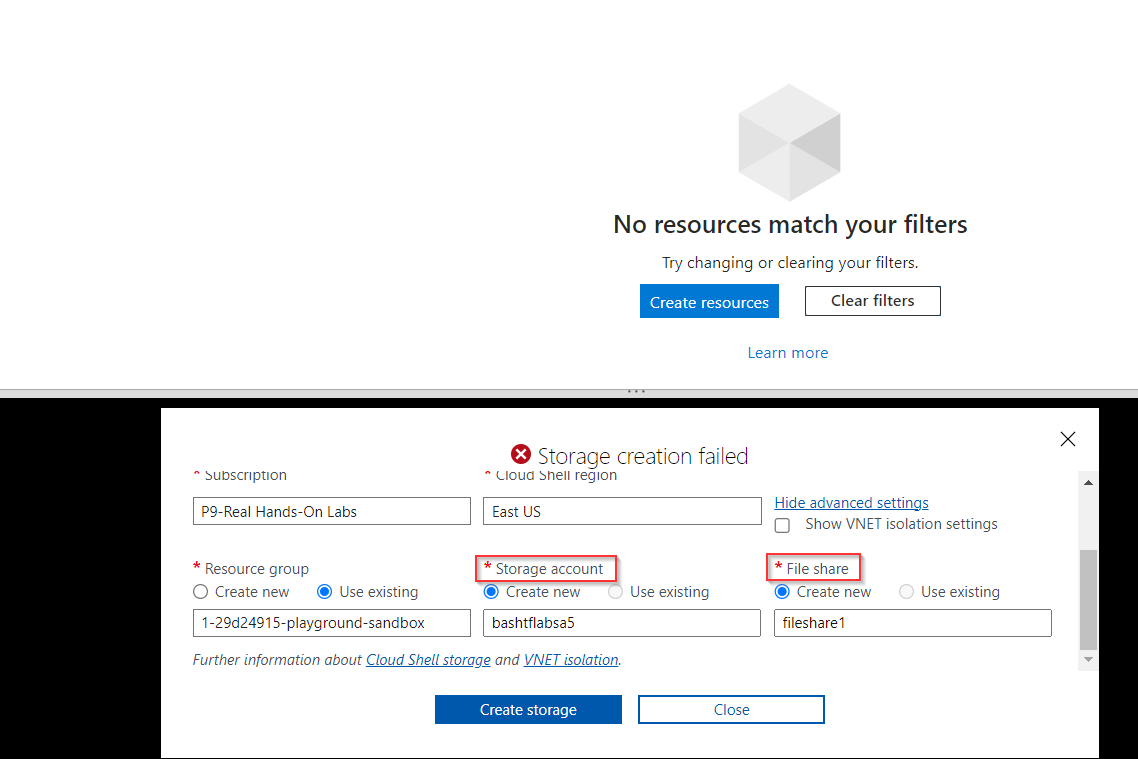 No resources match your filters
Try changing or clearing your filters.
Create resources
Clear filters
Learn more
Storage creation failed
* Subscription
* Cloud Shell region
P9-Real Hands-On Labs
East US
Hide advanced settings
Show VNET isolation settings
* Resource group
* Storage account
* File share
Create new
Use existing
Create new
Use existing
Create new
Use existing
1-29d24915-playground-sandbox
bashtflabsa5
fileshare1
Further information about Cloud Shell storage and VNET isolation.
Create storage
Close